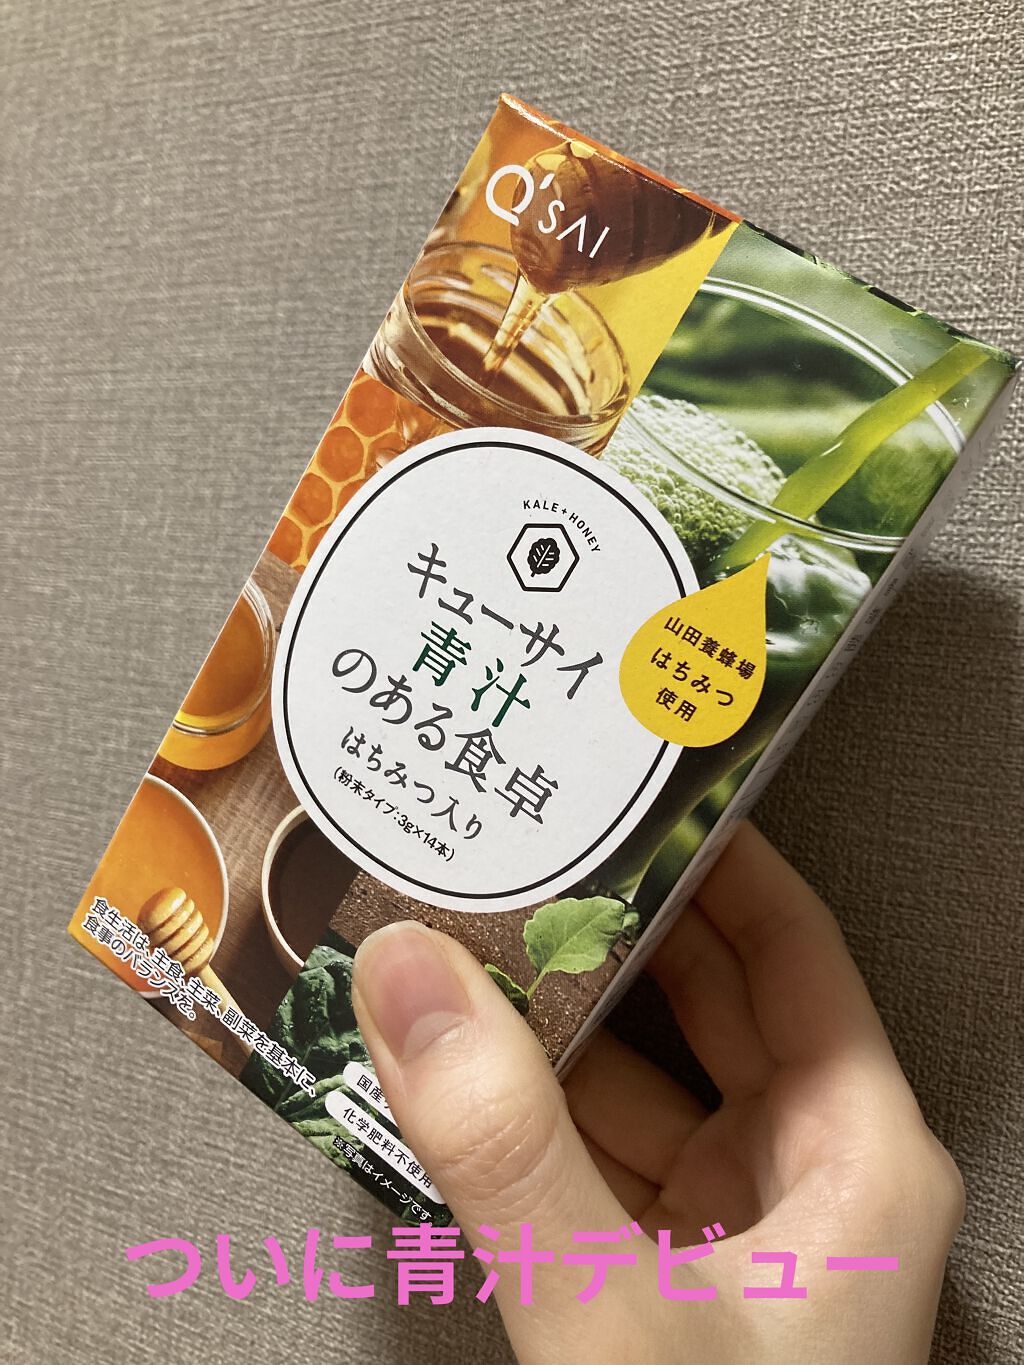 Q'SAI
KALE + HONEY
キューサイ
青汁
のある食卓
はちみつ入り
(粉末タイプ:3g×14本)
山田養蜂場
はちみつ
使用
食生活は、主食、主菜、副菜を基本に、
食事のバランスを。
国産
化学肥料不使用
※写真はイメージです
ついに青汁デビュー